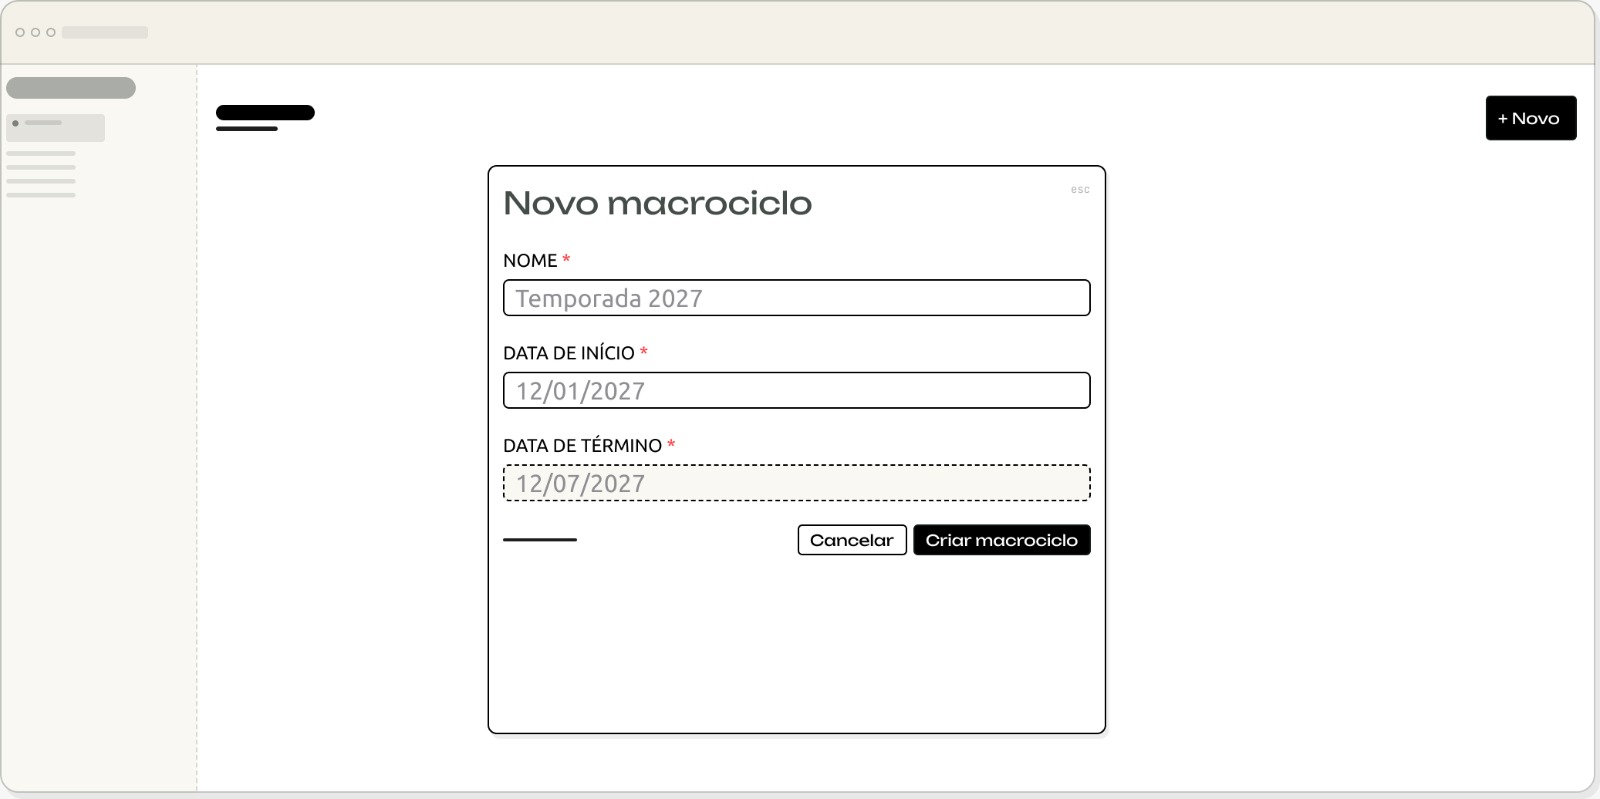 + Novo
Novo macrociclo
esc
NOME *
Temporada 2027
DATA DE INÍCIO *
12/01/2027
DATA DE TÉRMINO *
12/07/2027
Cancelar
Criar macrociclo